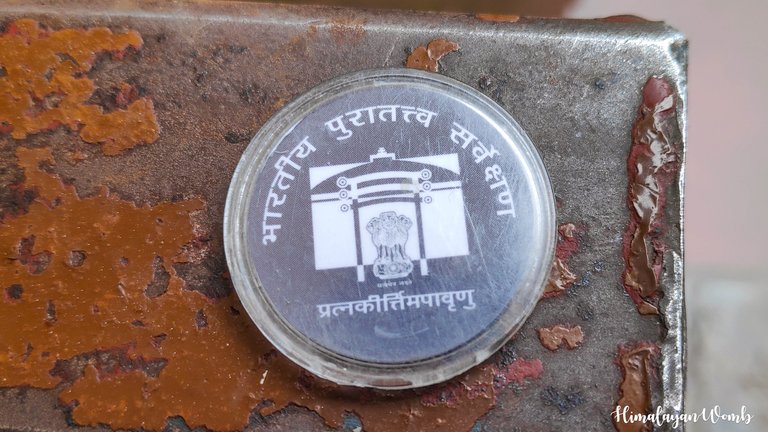 भारतीय पुरातत्त्व सर्वेक्षण
प्रत्नकीर्त्तिमपावृणु
Himalayan Womb